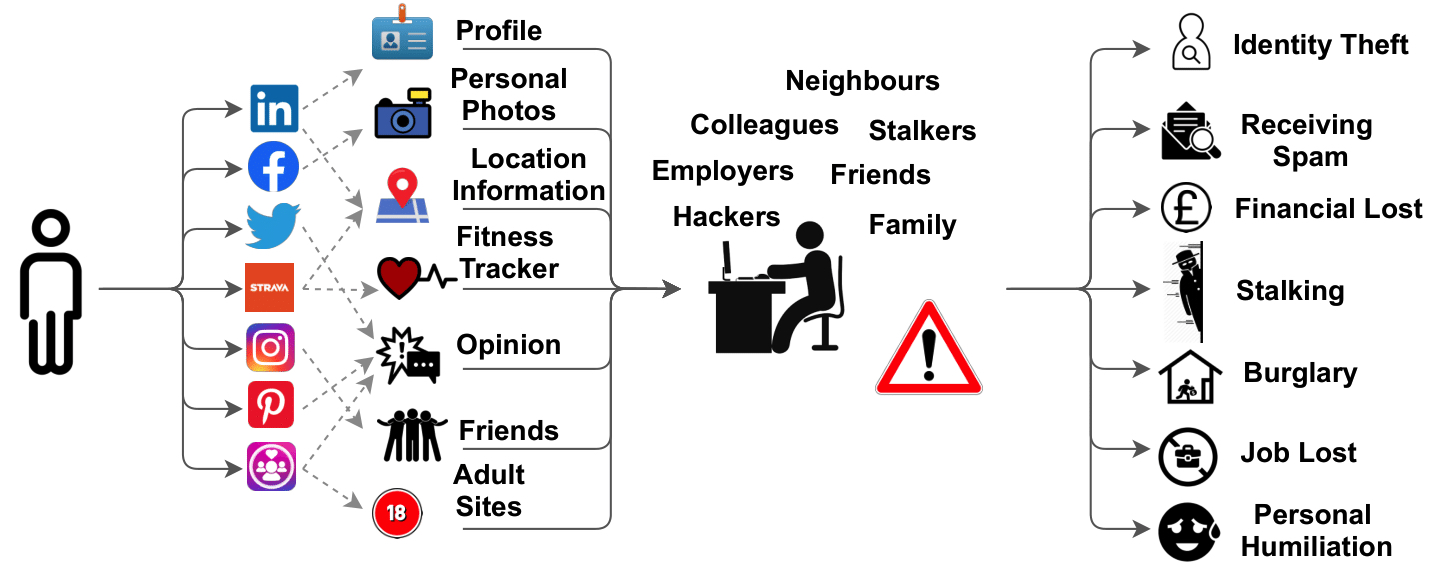 Profile
Personal
Photos
Location
Information
Fitness
Tracker
Opinion
Friends
Adult
Sites
in
f
STRAVA
18
Neighbours
Colleagues
Stalkers
Employers
Friends
Hackers
Family
Identity Theft
Receiving
Spam
£
Financial Lost
Stalking
Burglary
Job Lost
Personal
Humiliation